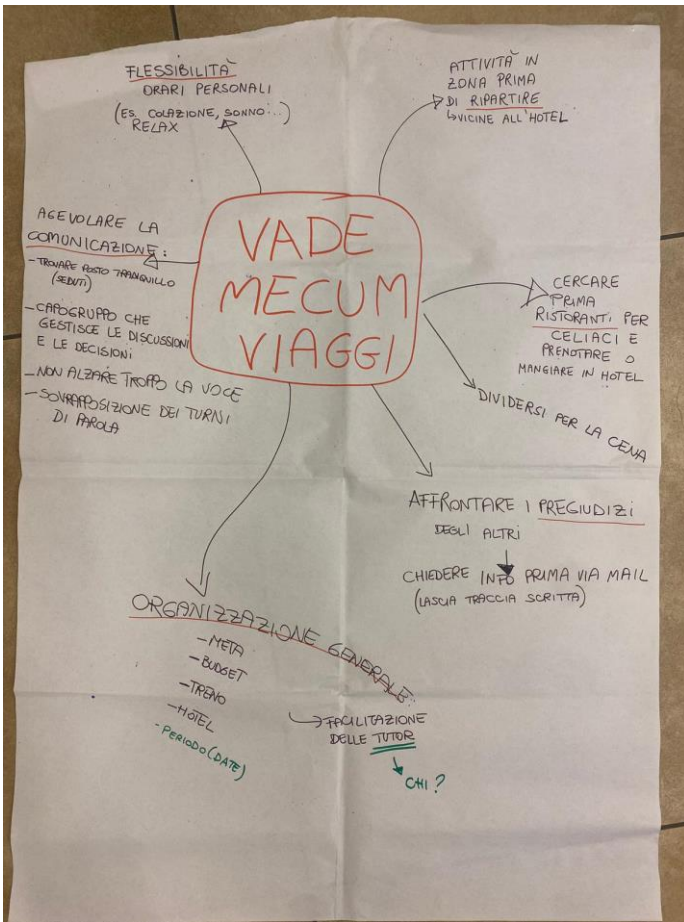 FLESSIBILITÀ
ORARI PERSONALI
(ES. COLAZIONE, SONNO...)
RELAX
ATTIVITÀ IN
ZONA PRIMA
DI RIPARTIRE
↳ VICINE ALL'HOTEL
VADE
MECUM
VIAGGI
AGEVOLARE LA
COMUNICAZIONE:
- TROVARE POSTO TRANQUILLO
(SEDUTI)
- CAPOGRUPPO CHE
GESTISCE LE DISCUSSIONI
E LE DECISIONI
- NON ALZARE TROPPO LA VOCE
- SOVRAPPOSIZIONE DEI TURNI
DI PAROLA
CERCARE
PRIMA
RISTORANTI PER
CELIACI E
PRENOTARE O
MANGIARE IN HOTEL
DIVIDERSI PER LA CENA
AFFRONTARE I PREGIUDIZI
DEGLI ALTRI
CHIEDERE INFO PRIMA VIA MAIL
(LASCIA TRACCIA SCRITTA)
ORGANIZZAZIONE GENERALE:
- META
- BUDGET
- TRENO
- HOTEL
- PERIODO (DATE)
↳ FACILITAZIONE
DELLE TUTOR
CHI?